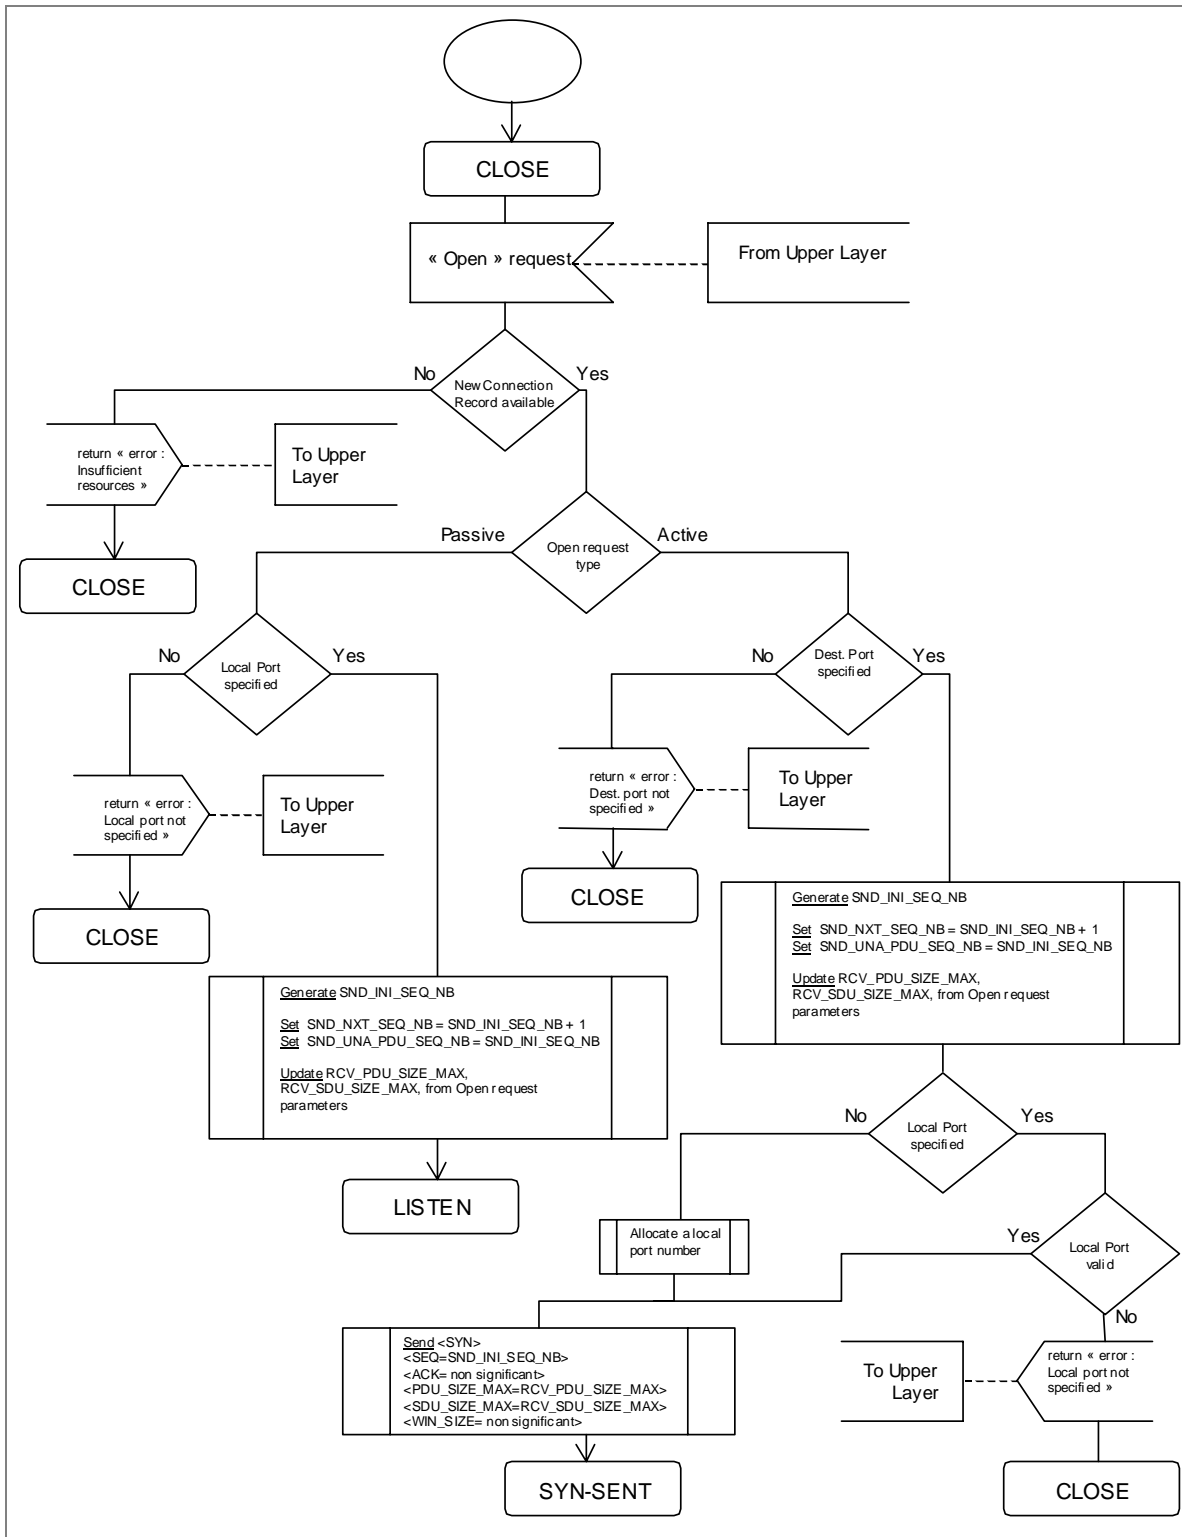 CLOSE
« Open » request
From Upper Layer
No
Yes
New Connection
Record available
return « error :
Insufficient
resources »
To Upper
Layer
CLOSE
Passive
Active
Open request
type
No
Yes
Local Port
specified
No
Yes
Dest. Port
specified
return « error :
Local port not
specified »
To Upper
Layer
CLOSE
return « error :
Dest. port not
specified »
To Upper
Layer
CLOSE
Generate SND_INI_SEQ_NB
Set SND_NXT_SEQ_NB = SND_INI_SEQ_NB + 1
Set SND_UNA_PDU_SEQ_NB = SND_INI_SEQ_NB
Update RCV_PDU_SIZE_MAX,
RCV_SDU_SIZE_MAX, from Open request
parameters
LISTEN
Generate SND_INI_SEQ_NB
Set SND_NXT_SEQ_NB = SND_INI_SEQ_NB + 1
Set SND_UNA_PDU_SEQ_NB = SND_INI_SEQ_NB
Update RCV_PDU_SIZE_MAX,
RCV_SDU_SIZE_MAX, from Open request
parameters
No
Yes
Local Port
specified
Allocate a local
port number
Yes
Local Port
valid
No
Send <SYN>
<SEQ=SND_INI_SEQ_NB>
<ACK= non significant>
<PDU_SIZE_MAX=RCV_PDU_SIZE_MAX>
<SDU_SIZE_MAX=RCV_SDU_SIZE_MAX>
<WIN_SIZE= non significant>
SYN-SENT
To Upper
Layer
return « error :
Local port not
specified »
CLOSE